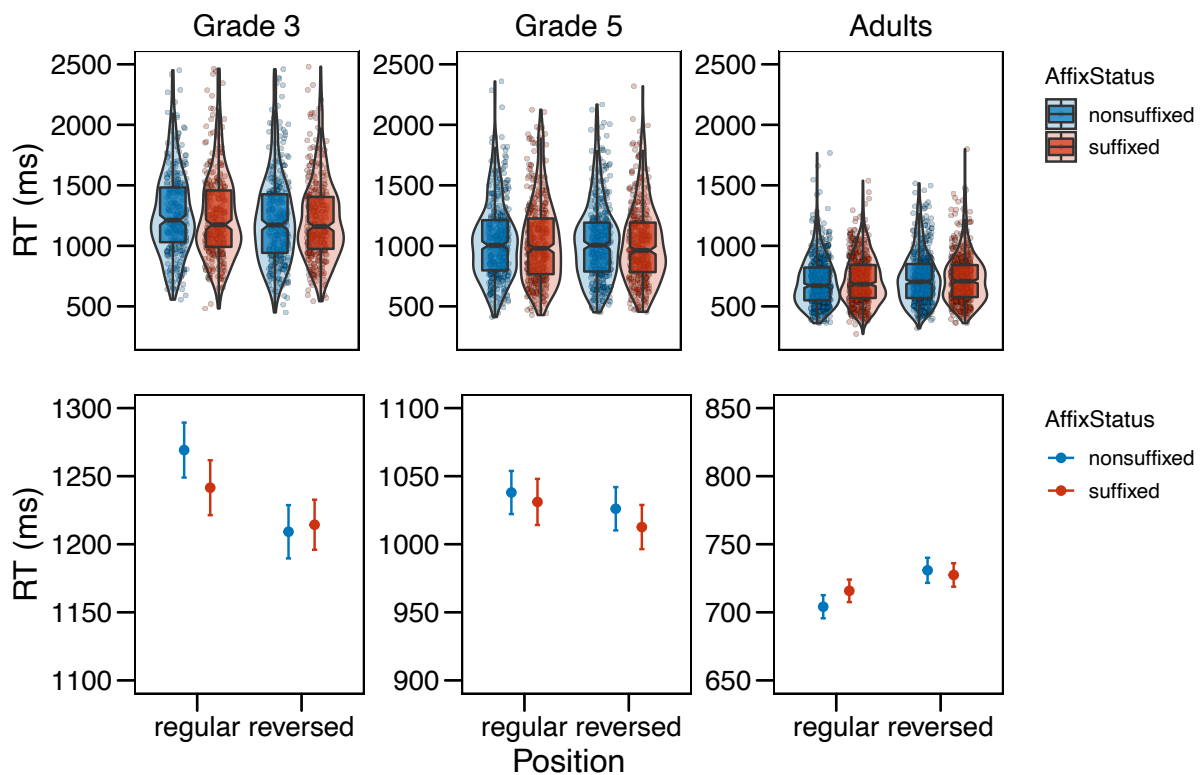 Grade 3
Grade 5
Adults
RT (ms)
2500
2000
1500
1000
500
2500
2000
1500
1000
500
2500
2000
1500
1000
500
AffixStatus
nonsuffixed
suffixed
RT (ms)
1300
1250
1200
1150
1100
1100
1050
1000
950
900
850
800
750
700
650
AffixStatus
nonsuffixed
suffixed
regular reversed
regular reversed
regular reversed
Position